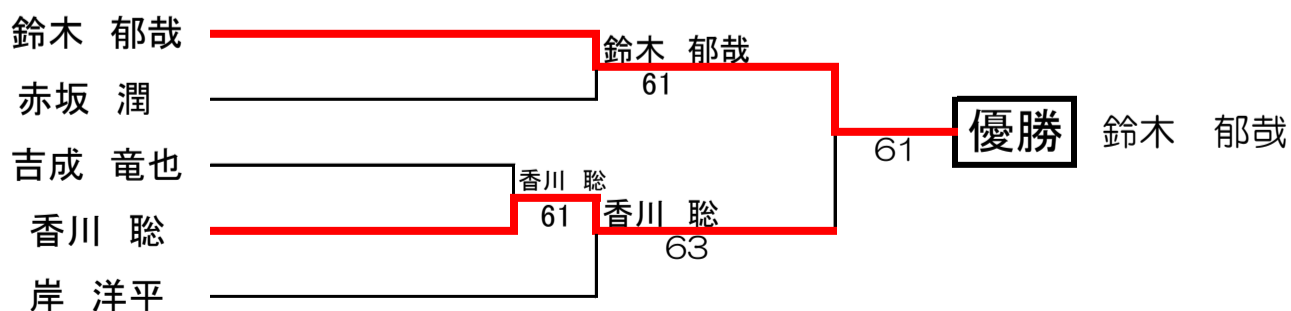 鈴木 郁哉
赤坂 潤
吉成 竜也
香川 聡
岸 洋平
香川 聡
61
鈴木 郁哉
61
香川 聡
63
61
優勝
鈴木 郁哉